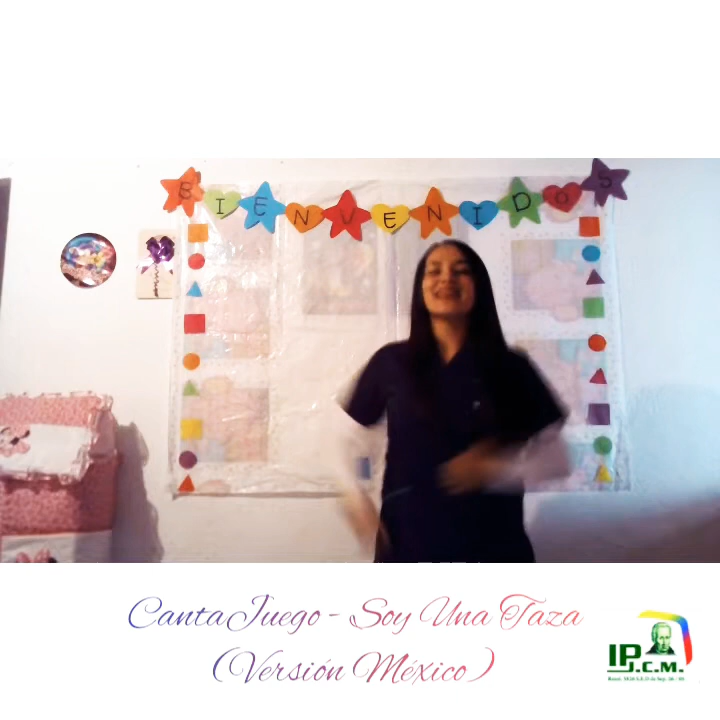 BIENVENIDOS
CantaJuego - Soy Una Taza
(Versión México)
IP
J.C.M.